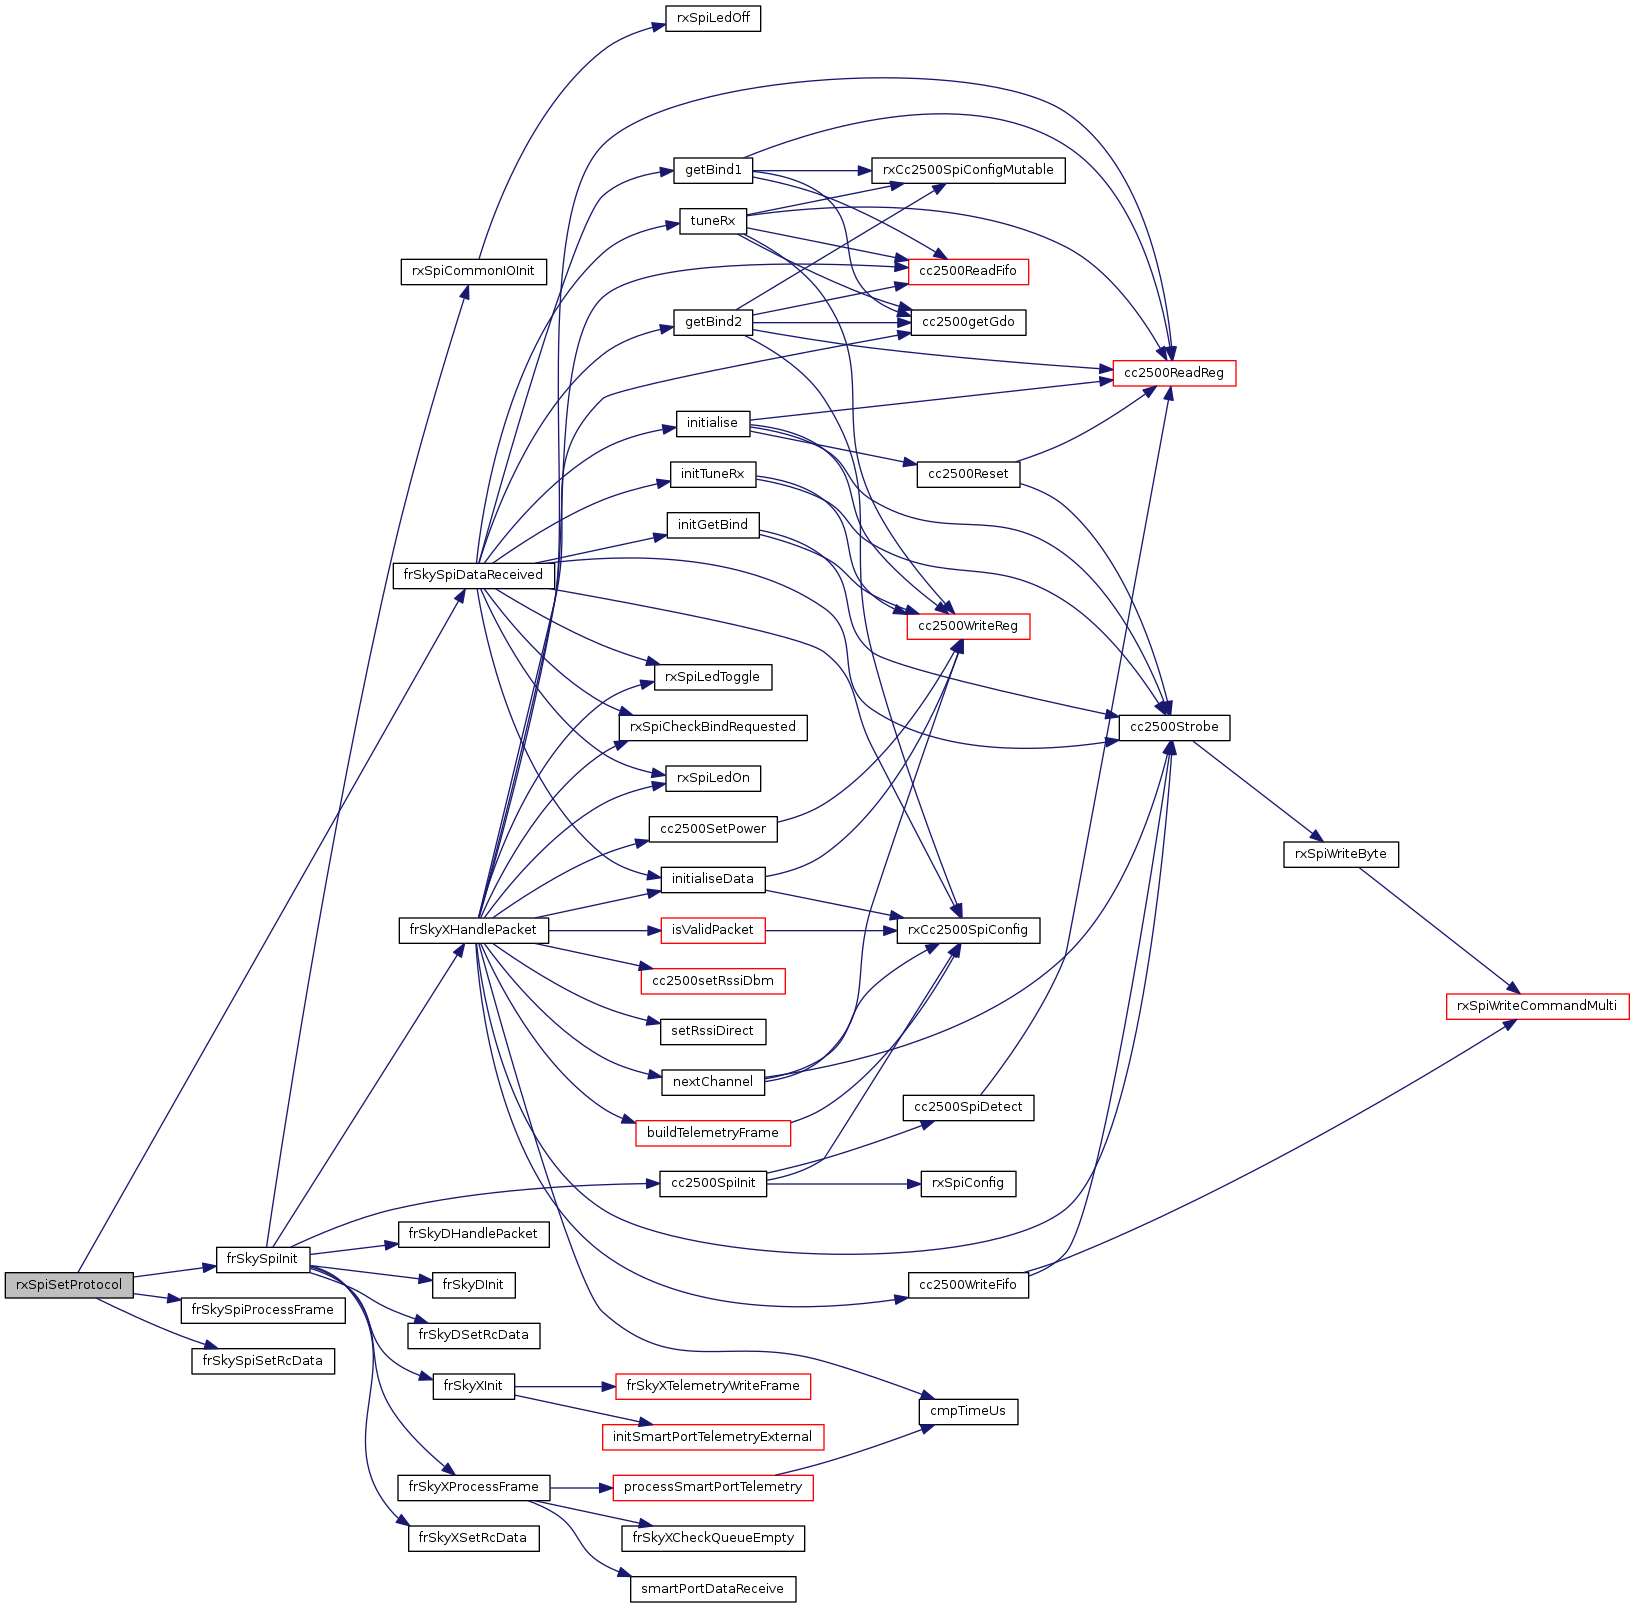 rxSpiLedOff
getBind1
rxCc2500SpiConfigMutable
tuneRx
rxSpiCommonIOInit
cc2500ReadFifo
getBind2
cc2500getGdo
cc2500ReadReg
initialise
initTuneRx
cc2500Reset
initGetBind
frSkySpiDataReceived
cc2500WriteReg
rxSpiLedToggle
rxSpiCheckBindRequested
cc2500Strobe
rxSpiLedOn
cc2500SetPower
rxSpiWriteByte
initialiseData
frSkyXHandlePacket
isValidPacket
rxCc2500SpiConfig
cc2500setRssiDbm
rxSpiWriteCommandMulti
setRssiDirect
nextChannel
cc2500SpiDetect
buildTelemetryFrame
cc2500SpiInit
rxSpiConfig
frSkyDHandlePacket
frSkySpiInit
rxSpiSetProtocol
frSkyDInit
cc2500WriteFifo
frSkySpiProcessFrame
frSkyDSetRcData
frSkySpiSetRcData
frSkyXInit
frSkyXTelemetryWriteFrame
cmpTimeUs
initSmartPortTelemetryExternal
frSkyXProcessFrame
processSmartPortTelemetry
frSkyXSetRcData
frSkyXCheckQueueEmpty
smartPortDataReceive